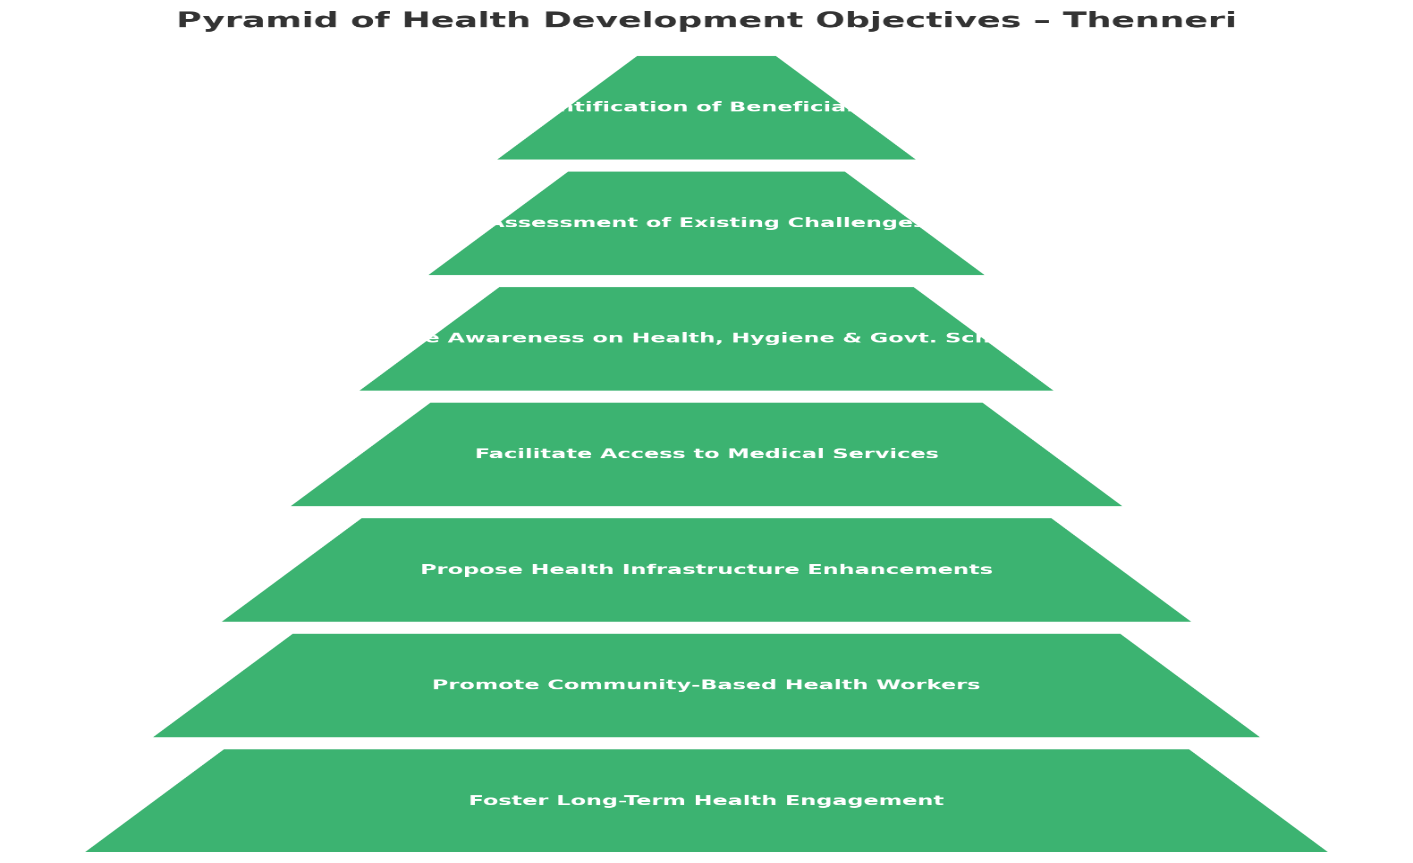 Pyramid of Health Development Objectives – Thenneri
of
Assessment of Existing Challenges
Awareness on Health, Hygiene & Govt.
Facilitate Access to Medical Services
Propose Health Infrastructure Enhancements
Promote Community-Based Health Workers
Foster Long-Term Health Engagement